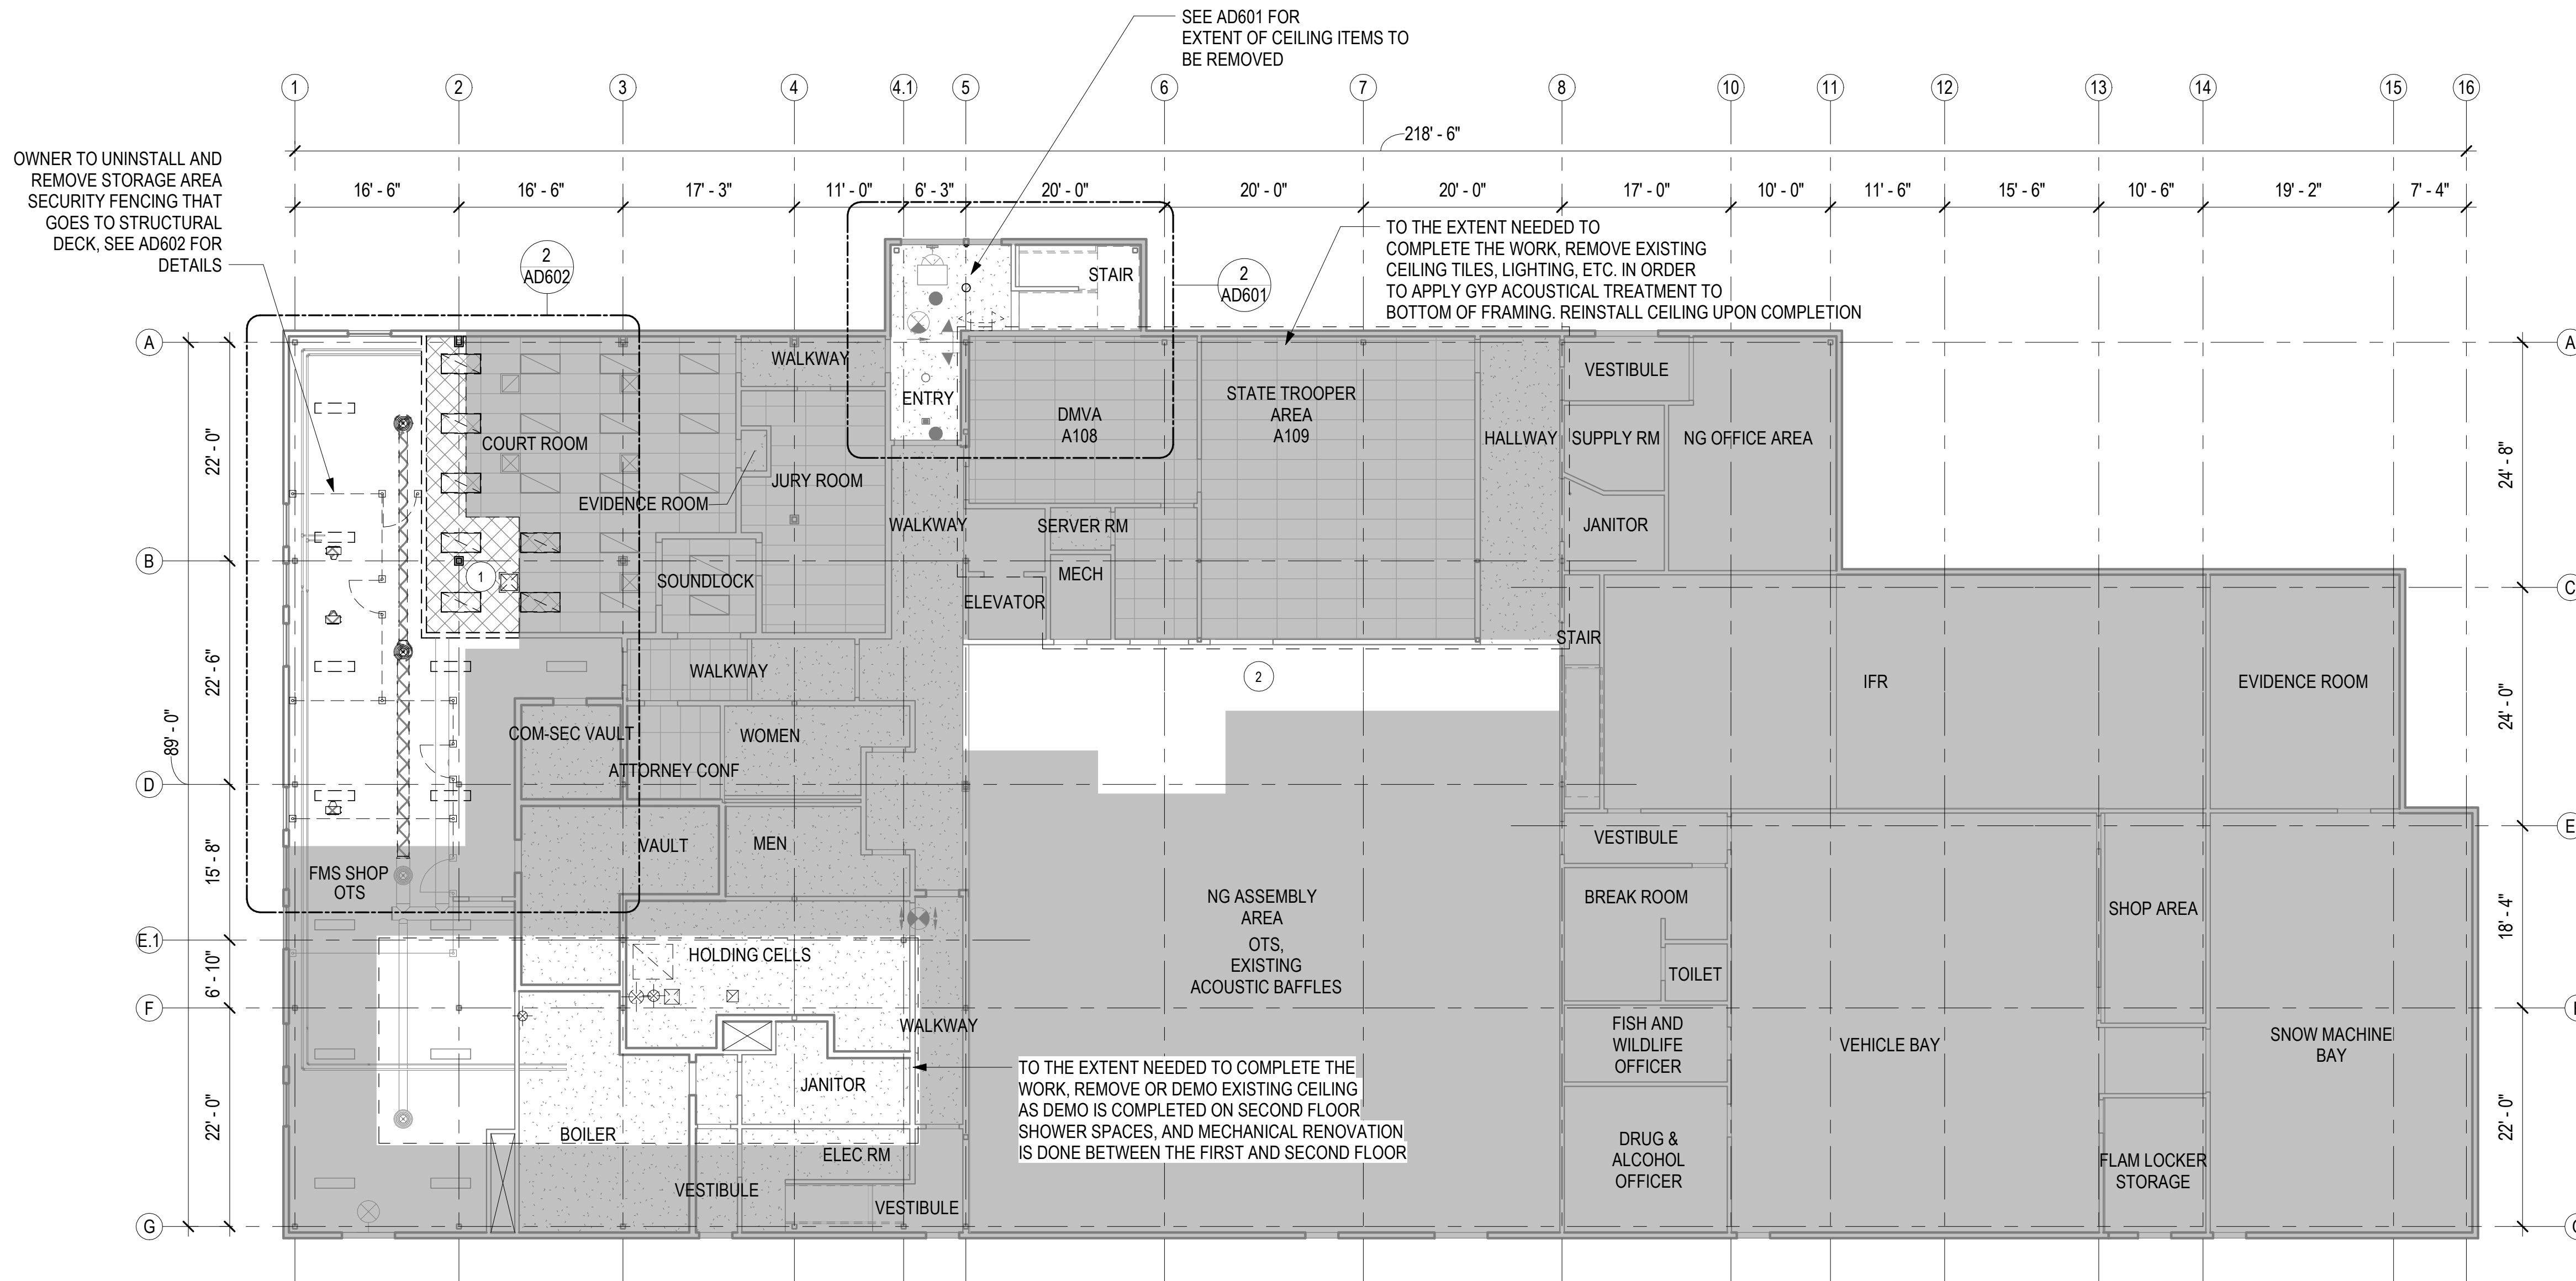 SEE AD601 FOR
EXTENT OF CEILING ITEMS TO
BE REMOVED
1
2
3
4
4.1
5
6
7
8
10
11
12
13
14
15
16
218' - 6"
OWNER TO UNINSTALL AND
REMOVE STORAGE AREA
SECURITY FENCING THAT
GOES TO STRUCTURAL
DECK, SEE AD602 FOR
DETAILS
16' - 6"
16' - 6"
17' - 3"
11' - 0"
6' - 3"
20' - 0"
20' - 0"
20' - 0"
17' - 0"
10' - 0"
11' - 6"
15' - 6"
10' - 6"
19' - 2"
7' - 4"
TO THE EXTENT NEEDED TO
COMPLETE THE WORK, REMOVE EXISTING
CEILING TILES, LIGHTING, ETC. IN ORDER
TO APPLY GYP ACOUSTICAL TREATMENT TO
BOTTOM OF FRAMING. REINSTALL CEILING UPON COMPLETION
2
AD602
2
AD601
STAIR
A
A
WALKWAY
VESTIBULE
ENTRY
DMVA
A108
STATE TROOPER
AREA
A109
COURT ROOM
HALLWAY
SUPPLY RM
NG OFFICE AREA
22' - 0"
24' - 8"
JURY ROOM
EVIDENCE ROOM
WALKWAY
SERVER RM
JANITOR
B
C
1
SOUNDLOCK
MECH
ELEVATOR
STAIR
WALKWAY
2
IFR
EVIDENCE ROOM
22' - 6"
24' - 0"
89' - 0"
COM-SEC VAULT
WOMEN
ATTORNEY CONF
D
E
VESTIBULE
VAULT
MEN
15' - 8"
FMS SHOP
OTS
NG ASSEMBLY
AREA
OTS,
EXISTING
ACOUSTIC BAFFLES
BREAK ROOM
SHOP AREA
18' - 4"
E.1
HOLDING CELLS
TOILET
6' - 10"
F
WALKWAY
FISH AND
WILDLIFE
OFFICER
VEHICLE BAY
SNOW MACHINE
BAY
JANITOR
TO THE EXTENT NEEDED TO COMPLETE THE
WORK, REMOVE OR DEMO EXISTING CEILING
AS DEMO IS COMPLETED ON SECOND FLOOR
SHOWER SPACES, AND MECHANICAL RENOVATION
IS DONE BETWEEN THE FIRST AND SECOND FLOOR
22' - 0"
22' - 0"
BOILER
ELEC RM
DRUG &
ALCOHOL
OFFICER
FLAM LOCKER
STORAGE
VESTIBULE
VESTIBULE
G